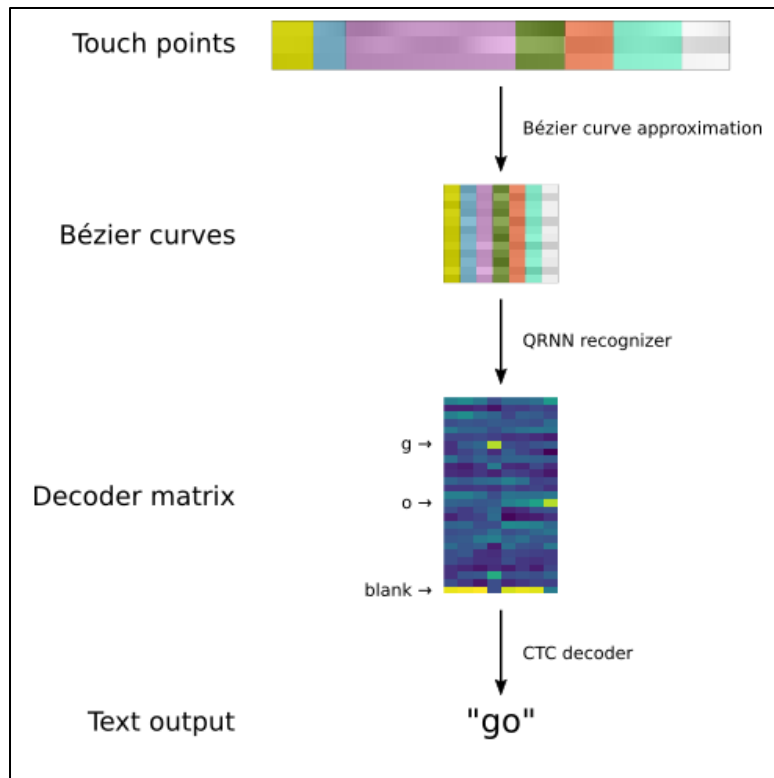 Touch points
Bézier curve approximation
Bézier curves
QRNN recognizer
g →
Decoder matrix
o →
blank →
CTC decoder
Text output
"go"